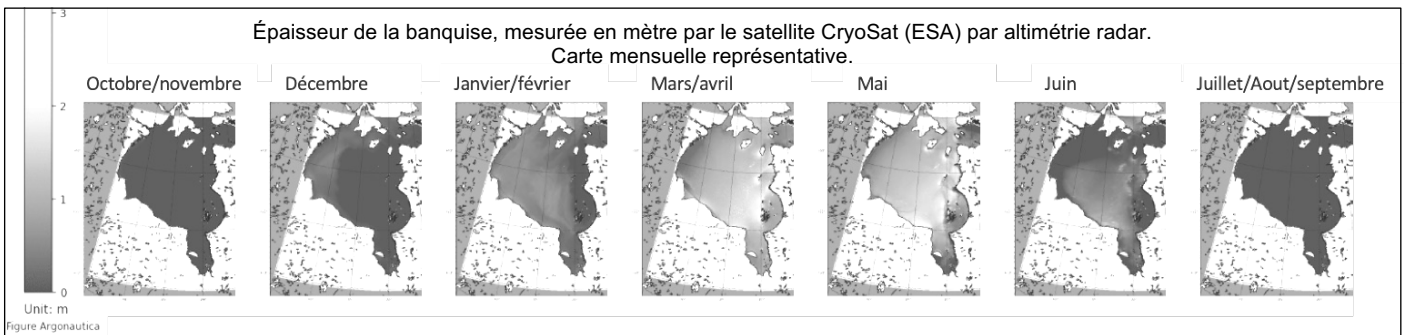 Épaisseur de la banquise, mesurée en mètre par le satellite CryoSat (ESA) par altimétrie radar.
Carte mensuelle représentative.
Octobre/novembre
Décembre
Janvier/février
Mars/avril
Mai
Juin
Juillet/Aout/septembre
3
2
1
0
Unit: m
Figure Argonautica